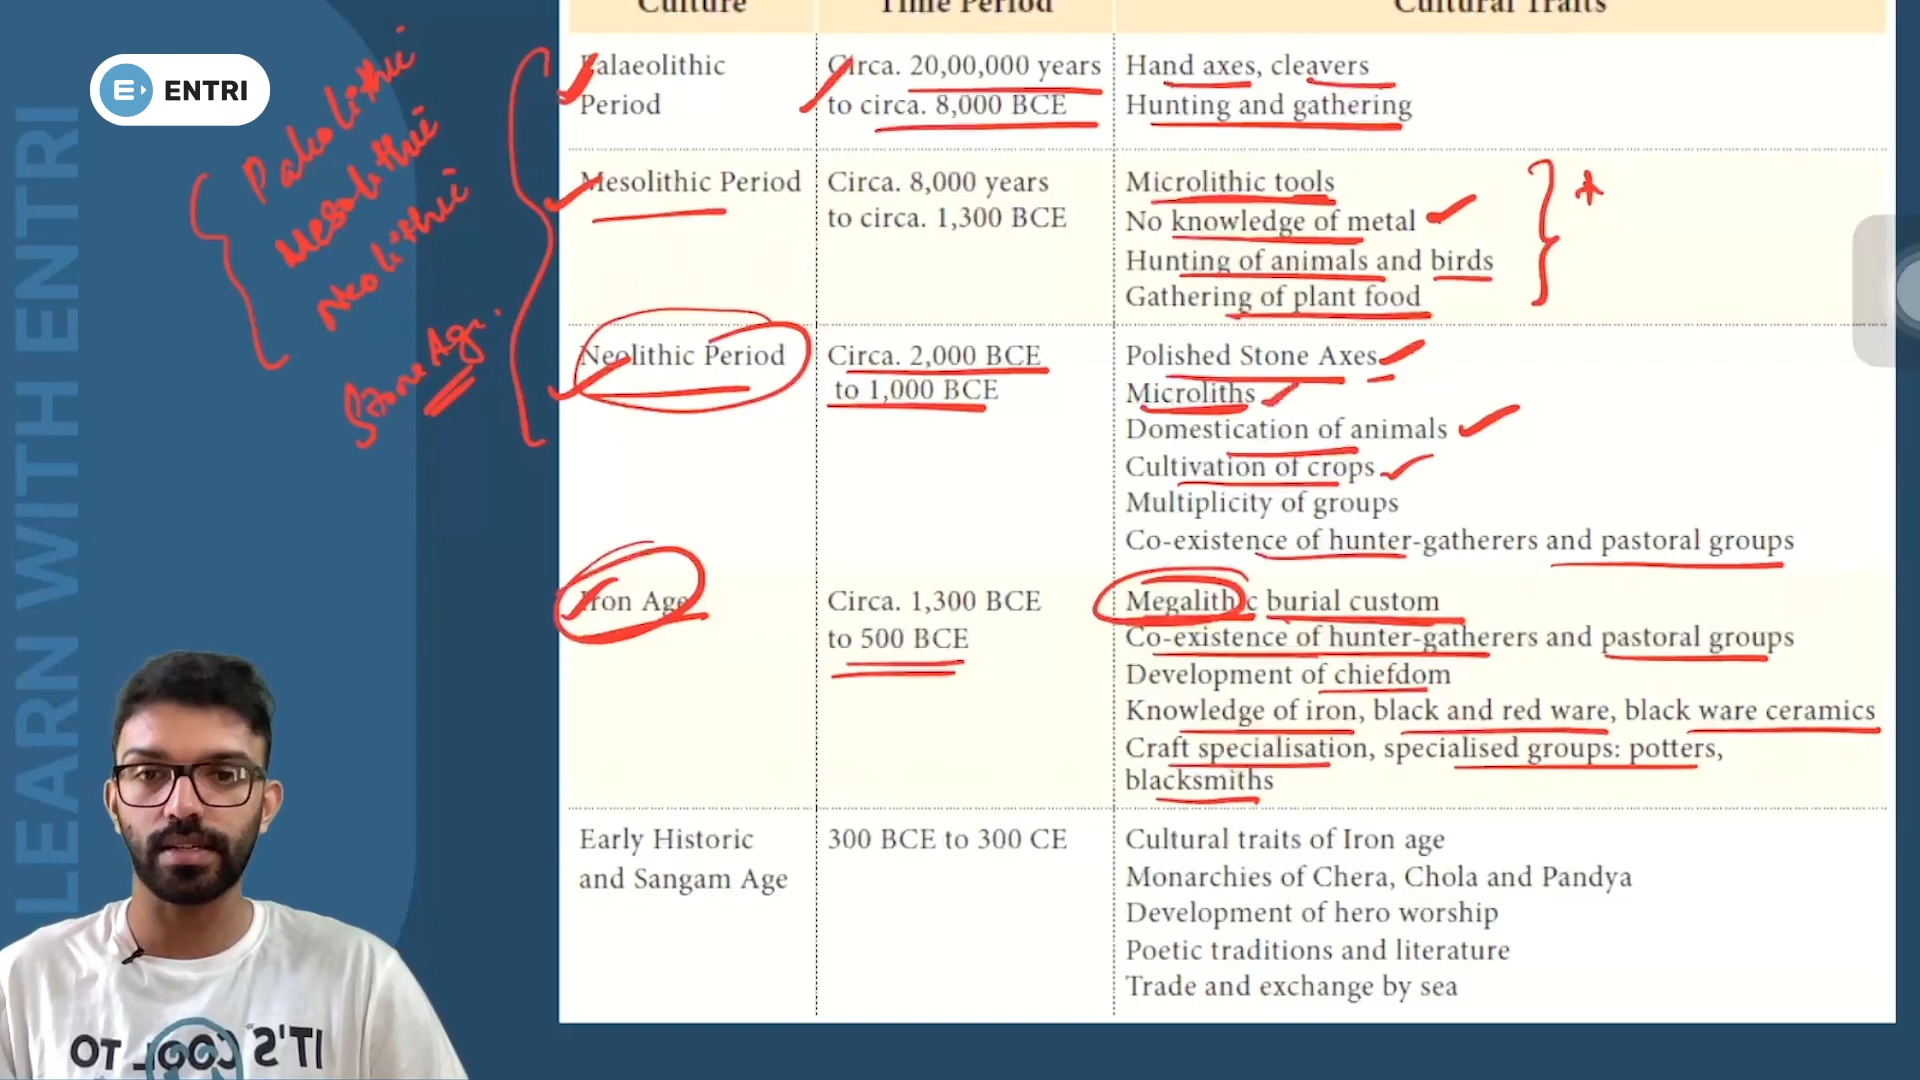 LEARN WITH ENTRI
ENTRI
Paleolithic
Mesolithic
Neolithic
Stone Age.
Culture Time Period Cultural Traits
Palaeolithic Period
Circa. 20,00,000 years
to circa. 8,000 BCE
Hand axes, cleavers
Hunting and gathering
Mesolithic Period
Circa. 8,000 years
to circa. 1,300 BCE
Microlithic tools
No knowledge of metal
Hunting of animals and birds
Gathering of plant food
Neolithic Period
Circa. 2,000 BCE
to 1,000 BCE
Polished Stone Axes
Microliths
Domestication of animals
Cultivation of crops
Multiplicity of groups
Co-existence of hunter-gatherers and pastoral groups
Iron Age
Circa. 1,300 BCE
to 500 BCE
Megalithic burial custom
Co-existence of hunter-gatherers and pastoral groups
Development of chiefdom
Knowledge of iron, black and red ware, black ware ceramics
Craft specialisation, specialised groups: potters,
blacksmiths
Early Historic
and Sangam Age
300 BCE to 300 CE
Cultural traits of Iron age
Monarchies of Chera, Chola and Pandya
Development of hero worship
Poetic traditions and literature
Trade and exchange by sea
IT'S COOL TO